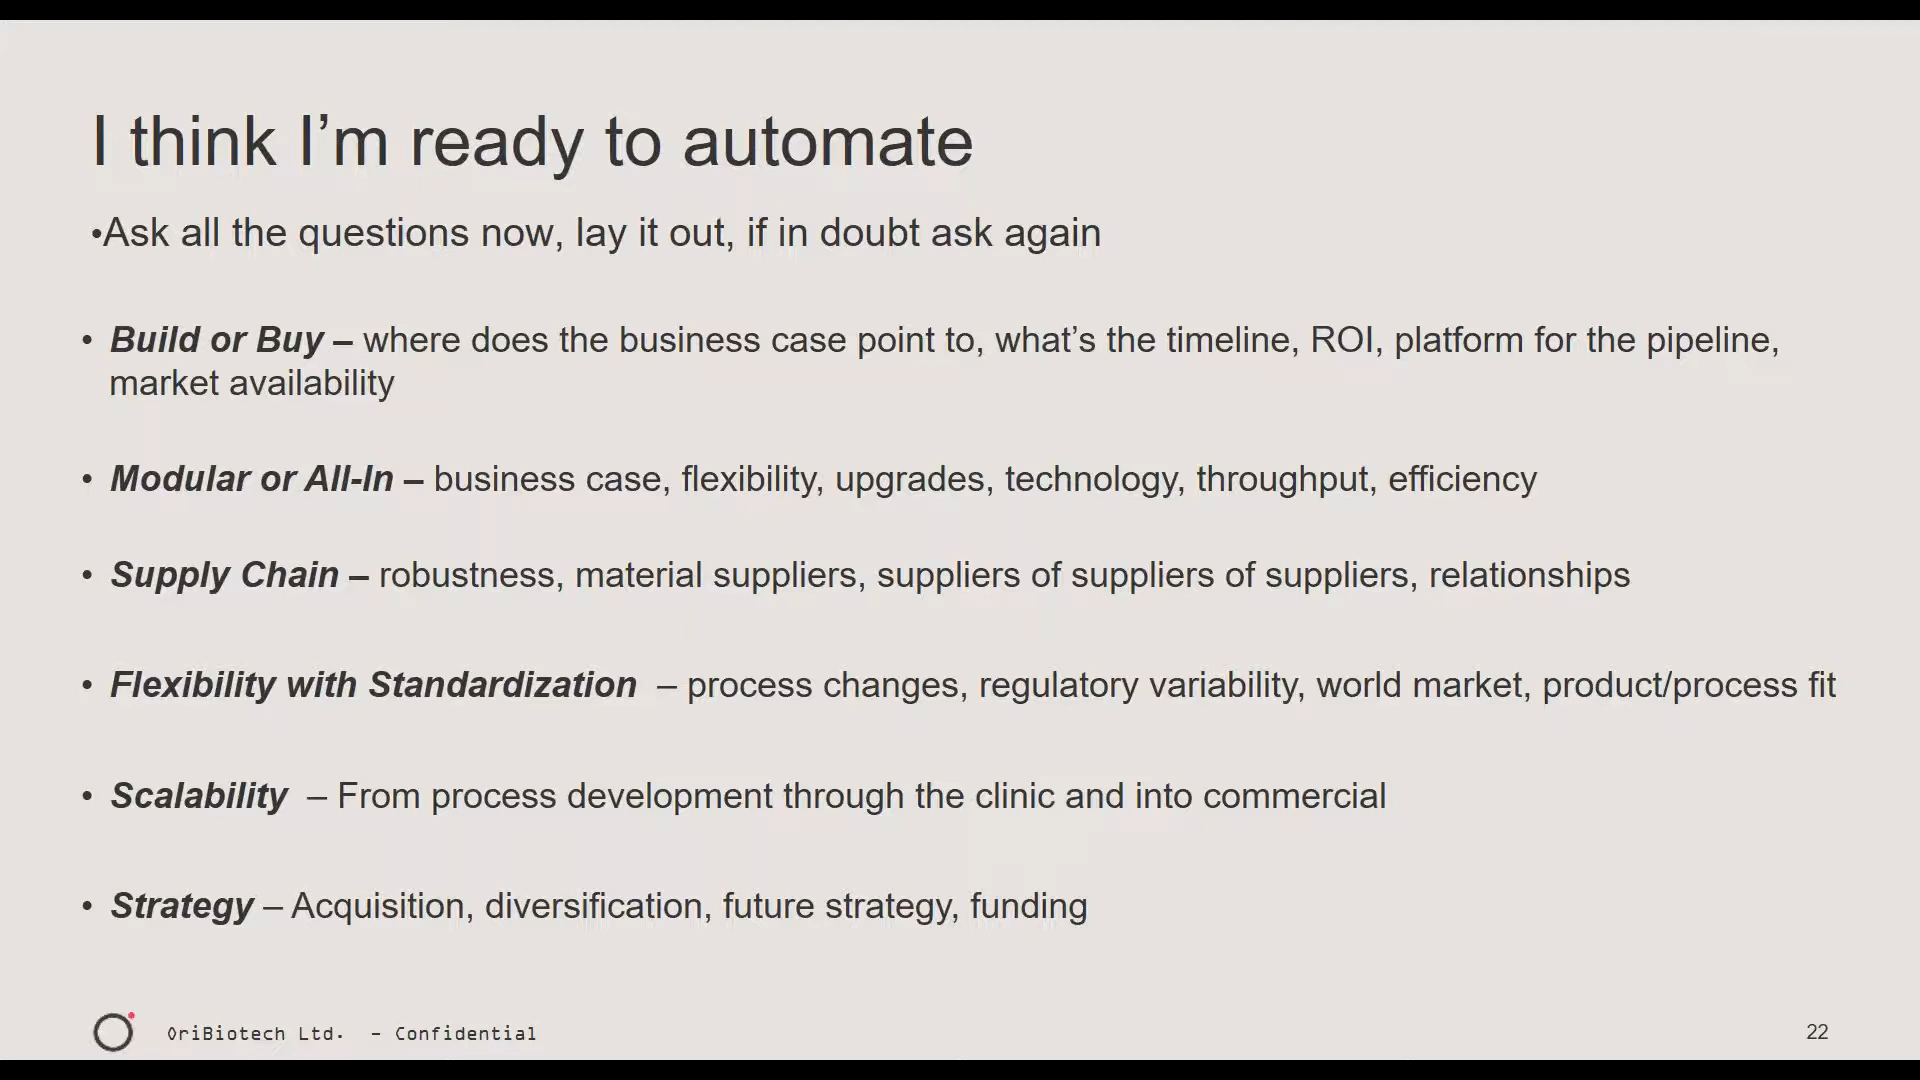 I think I’m ready to automate
•Ask all the questions now, lay it out, if in doubt ask again
• Build or Buy – where does the business case point to, what’s the timeline, ROI, platform for the pipeline,
market availability
• Modular or All-In – business case, flexibility, upgrades, technology, throughput, efficiency
• Supply Chain – robustness, material suppliers, suppliers of suppliers of suppliers, relationships
• Flexibility with Standardization – process changes, regulatory variability, world market, product/process fit
• Scalability – From process development through the clinic and into commercial
• Strategy – Acquisition, diversification, future strategy, funding
OriBiotech Ltd. – Confidential
22